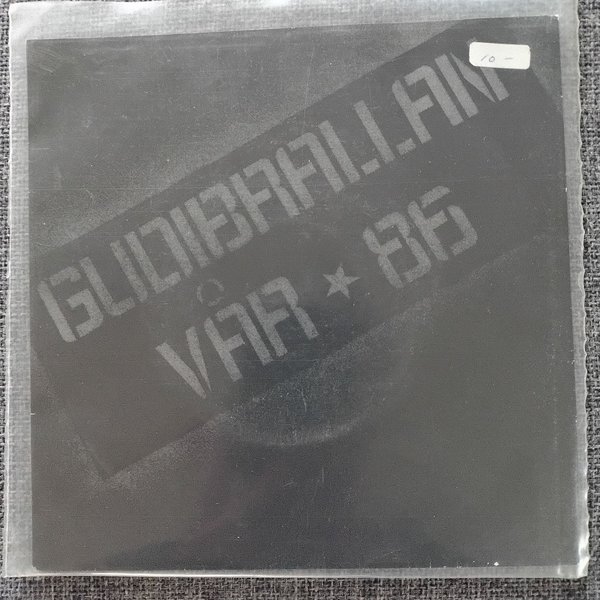 GUDIBRALLAN
VÅR ★ 86
10.-